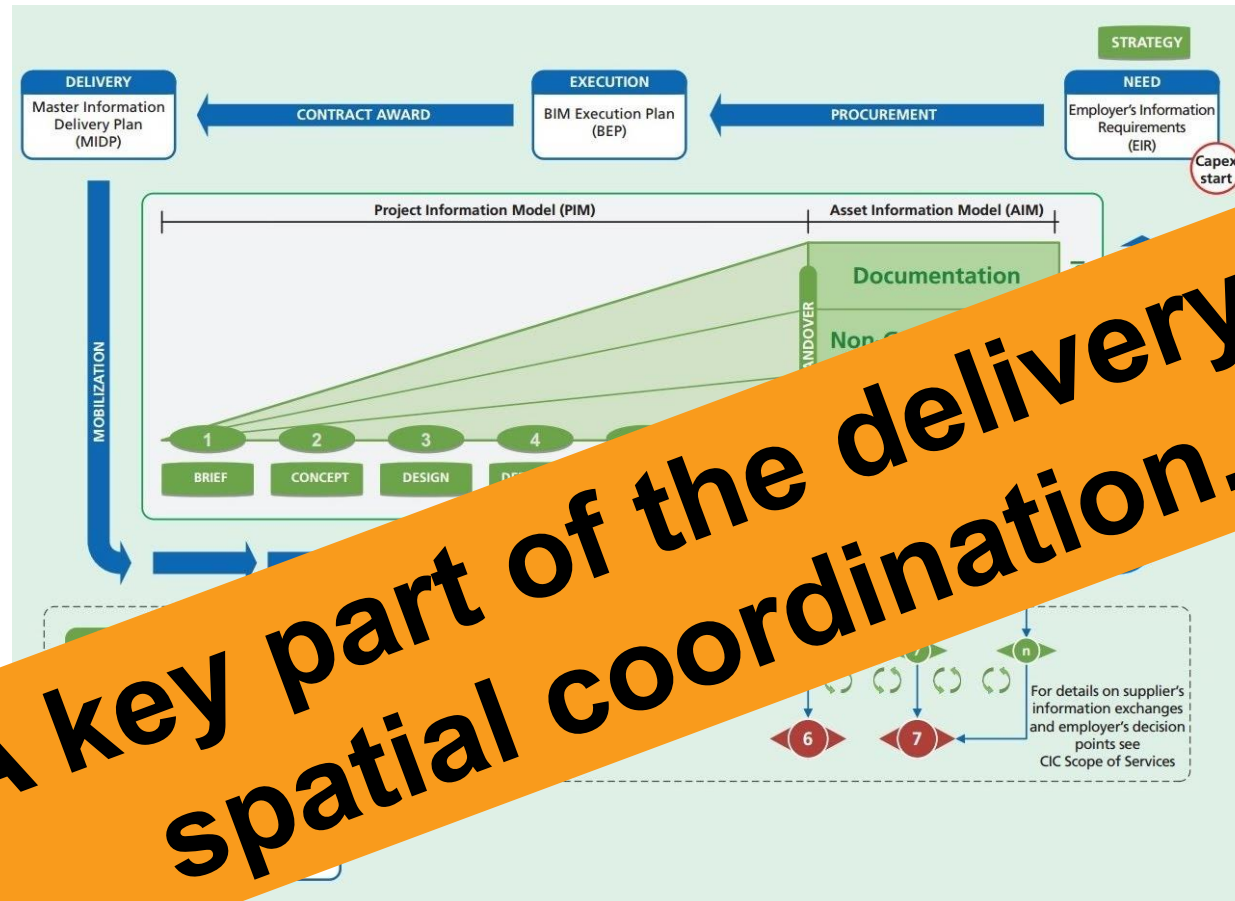 STRATEGY
DELIVERY
Master Information
Delivery Plan
(MIDP)
CONTRACT AWARD
EXECUTION
BIM Execution Plan
(BEP)
PROCUREMENT
NEED
Employer's Information
Requirements
(EIR)
Capex
start
Project Information Model (PIM)
Asset Information Model (AIM)
Documentation
MOBILIZATION
1
2
3
4
BRIEF
CONCEPT
DESIGN
A key part of the delivery
spatial coordination.
n
6
7
For details on supplier's
information exchanges
and employer's decision
points see
CIC Scope of Services